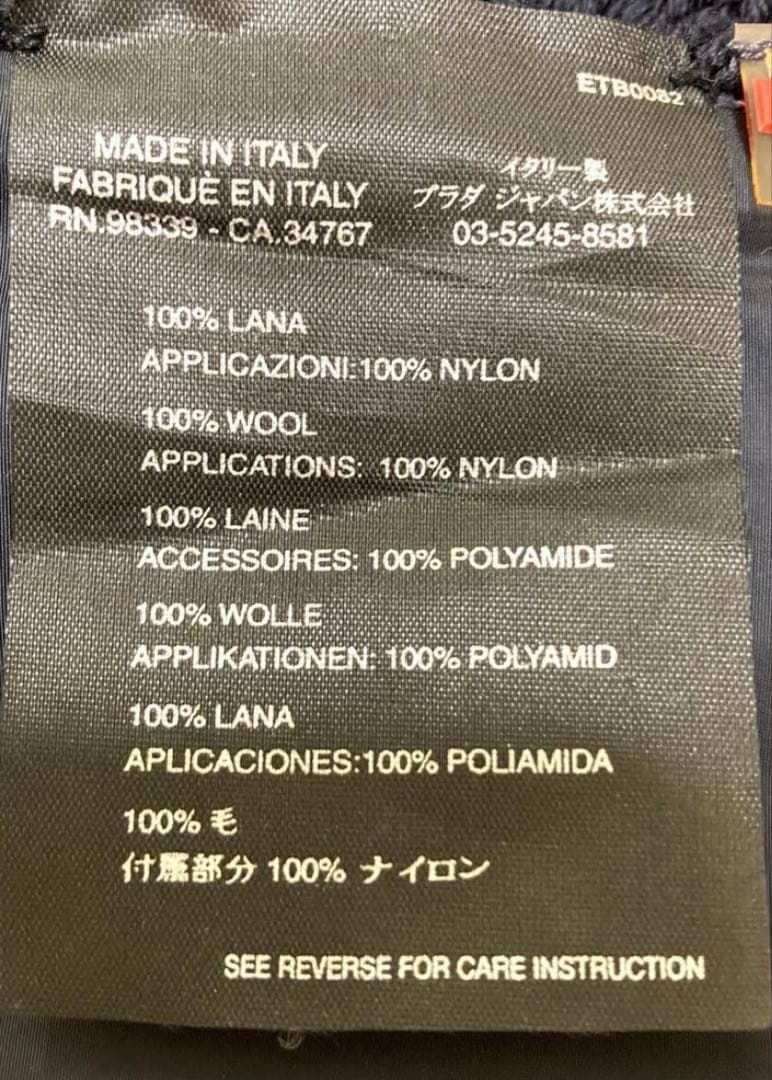 ETB0082
MADE IN ITALY
FABRIQUÈ EN ITALY
RN.98339 - CA.34767
イタリー製
プラダ ジャパン株式会社
03-5245-8581
100% LANA
APPLICAZIONI:100% NYLON
100% WOOL
APPLICATIONS: 100% NYLON
100% LAINE
ACCESSOIRES: 100% POLYAMIDE
100% WOLLE
APPLIKATIONEN: 100% POLYAMID
100% LANA
APLICACIONES:100% POLIAMIDA
100% 毛
付属部分 100% ナイロン
SEE REVERSE FOR CARE INSTRUCTION